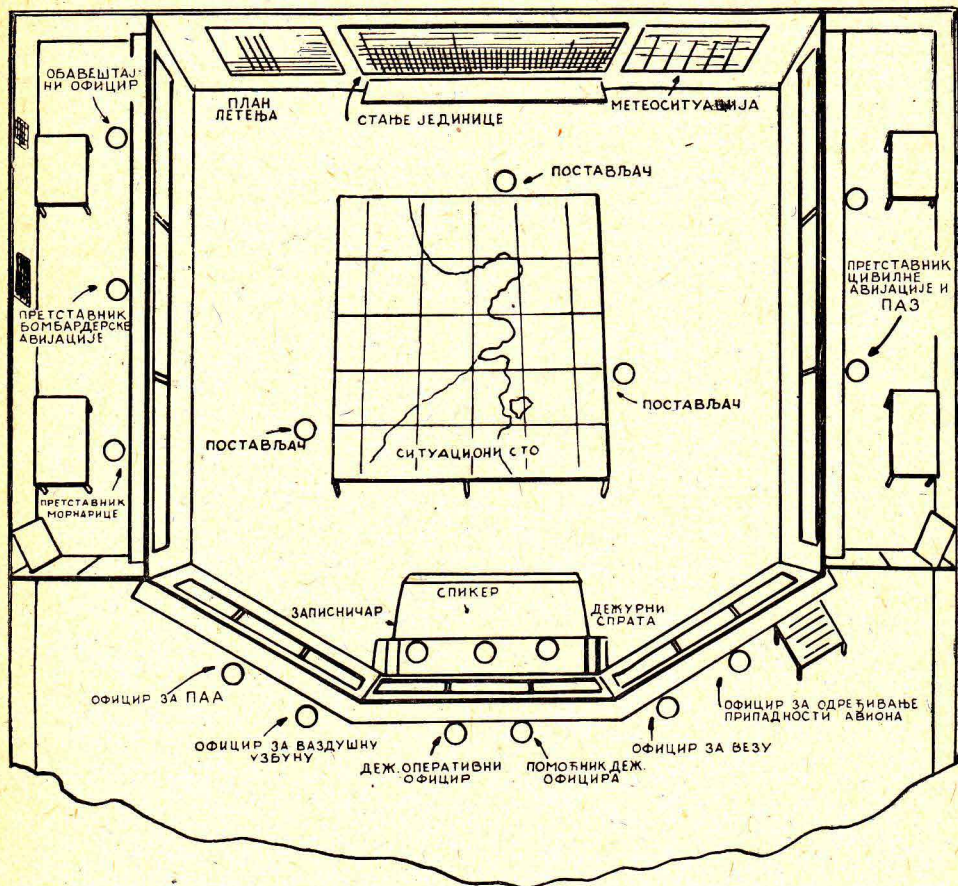 ОБАВЕШТАЈ-
НИ ОФИЦИР
ПЛАН
ЛЕТЕЊА
СТАЊЕ ЈЕДИНИЦЕ
МЕТЕОСИТУАЦИЈА
ПОСТАВЉАЧ
ПРЕТСТАВНИК
ЦИВИЛНЕ
АВИЈАЦИЈЕ И
ПАЗ
ПРЕТСТАВНИК
БОМБАРДЕРСКЕ
АВИЈАЦИЈЕ
ПОСТАВЉАЧ
ПОСТАВЉАЧ
СИТУАЦИОНИ СТО
ПРЕТСТАВНИК
МОРНАРИЦЕ
ЗАПИСНИЧАР
СПИКЕР
ДЕЖУРНИ
СПРАТА
ОФИЦИР ЗА ПАА
ОФИЦИР ЗА ВАЗДУШНУ
УЗБУНУ
ДЕЖ. ОПЕРАТИВНИ
ОФИЦИР
ПОМОЋНИК ДЕЖ.
ОФИЦИРА
ОФИЦИР ЗА ВЕЗУ
ОФИЦИР ЗА ОДРЕЂИВАЊЕ
ПРИПАДНОСТИ АВИОНА